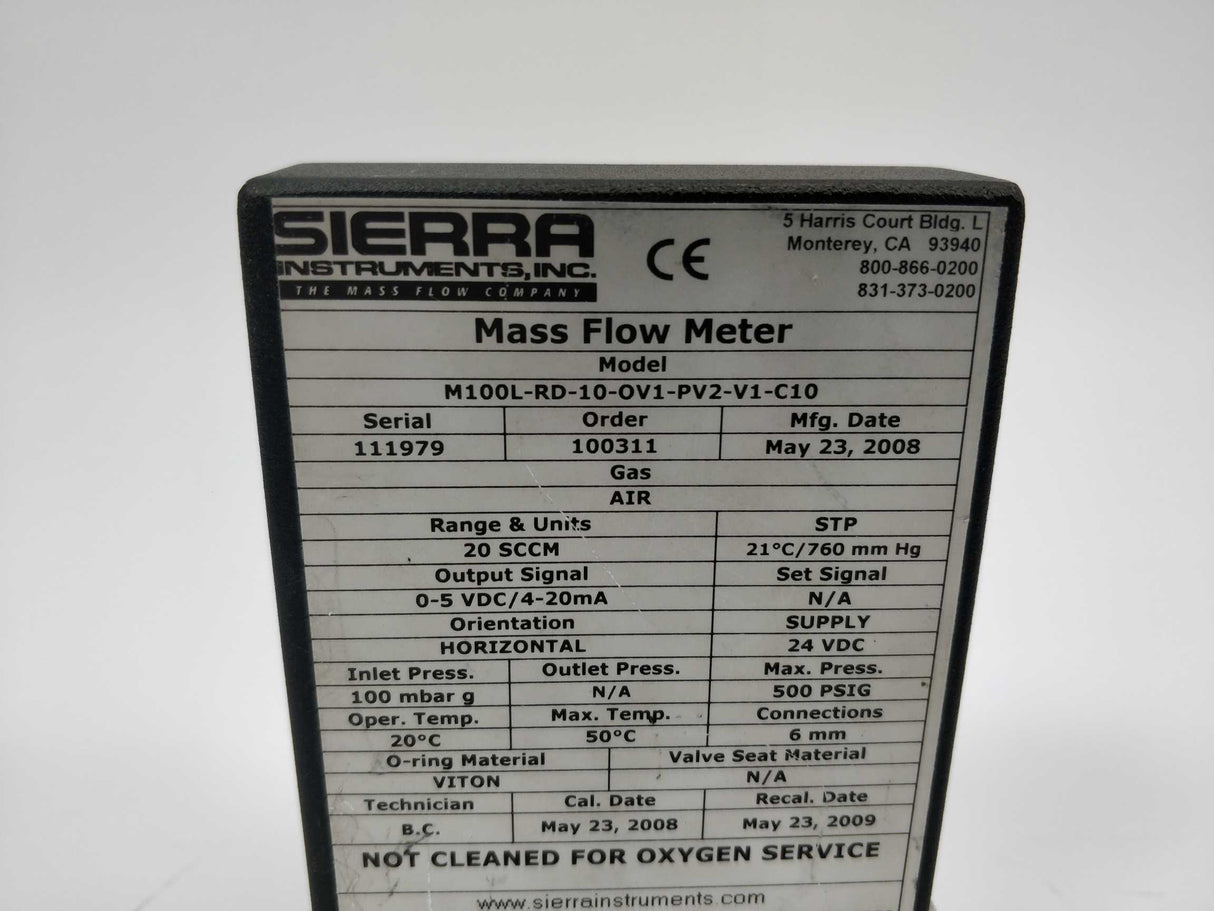 SIERRA
INSTRUMENTS, INC.
THE MASS FLOW COMPANY
CE
5 Harris Court Bldg. L
Monterey, CA 93940
800-866-0200
831-373-0200
Mass Flow Meter
Model
M100L-RD-10-OV1-PV2-V1-C10
Serial Order Mfg. Date
111979 100311 May 23, 2008
Gas
AIR
Range & Units STP
20 SCCM 21°C/760 mm Hg
Output Signal Set Signal
0-5 VDC/4-20mA N/A
Orientation SUPPLY
HORIZONTAL 24 VDC
Inlet Press. Outlet Press. Max. Press.
100 mbar g N/A 500 PSIG
Oper. Temp. Max. Temp. Connections
20°C 50°C 6 mm
O-ring Material Valve Seat Material
VITON N/A
Technician Cal. Date Recal. Date
B.C. May 23, 2008 May 23, 2009
NOT CLEANED FOR OXYGEN SERVICE
www.sierrainstruments.com